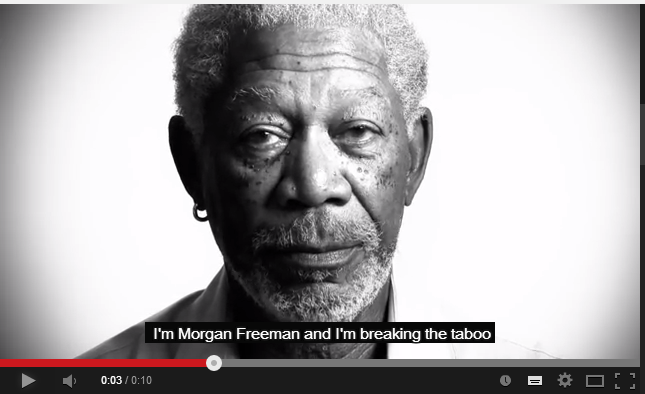 I'm Morgan Freeman and I'm breaking the taboo
0:03 / 0:10